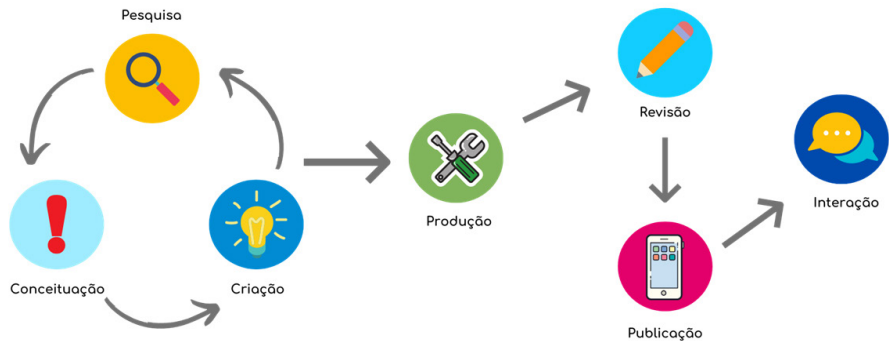 Pesquisa
Conceituação
Criação
Produção
Revisão
Publicação
Interação